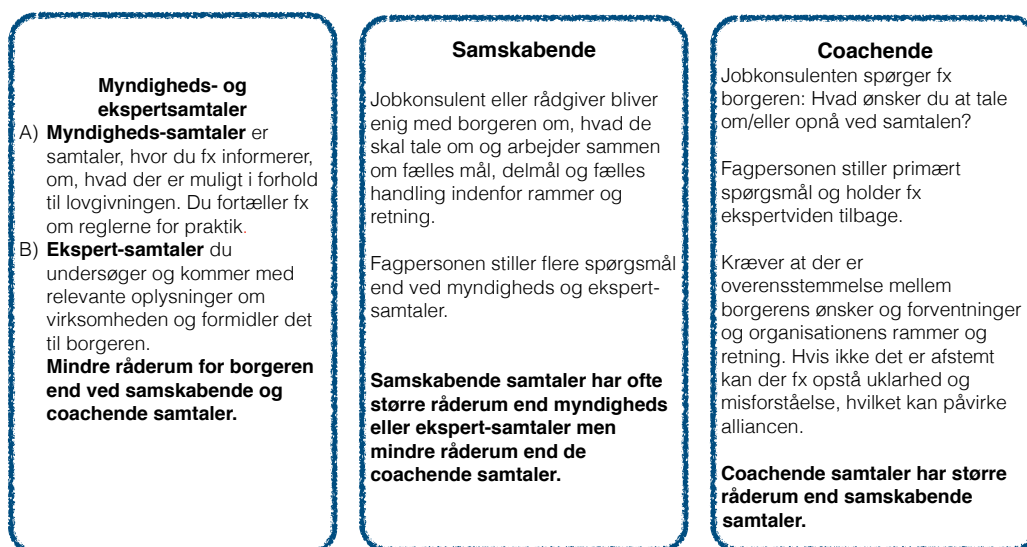 Myndigheds- og
ekspertsamtaler
A) Myndigheds-samtaler er
samtaler, hvor du fx informerer,
om, hvad der er muligt i forhold
til lovgivningen. Du fortæller fx
om reglerne for praktik.
B) Ekspert-samtaler du
undersøger og kommer med
relevante oplysninger om
virksomheden og formidler det
til borgeren.
Mindre råderum for borgeren
end ved samskabende og
coachende samtaler.
Samskabende
Jobkonsulent eller rådgiver bliver
enig med borgeren om, hvad de
skal tale om og arbejder sammen
om fælles mål, delmål og fælles
handling indenfor rammer og
retning.
Fagpersonen stiller flere spørgsmål
end ved myndigheds og ekspert-
samtaler.
Samskabende samtaler har ofte
større råderum end myndigheds
eller ekspert-samtaler men
mindre råderum end de
coachende samtaler.
Coachende
Jobkonsulenten spørger fx
borgeren: Hvad ønsker du at tale
om/eller opnå ved samtalen?
Fagpersonen stiller primært
spørgsmål og holder fx
ekspertviden tilbage.
Kræver at der er
overensstemmelse mellem
borgerens ønsker og forventninger
og organisationens rammer og
retning. Hvis ikke det er afstemt
kan der fx opstå uklarhed og
misforståelse, hvilket kan påvirke
alliancen.
Coachende samtaler har større
råderum end samskabende
samtaler.